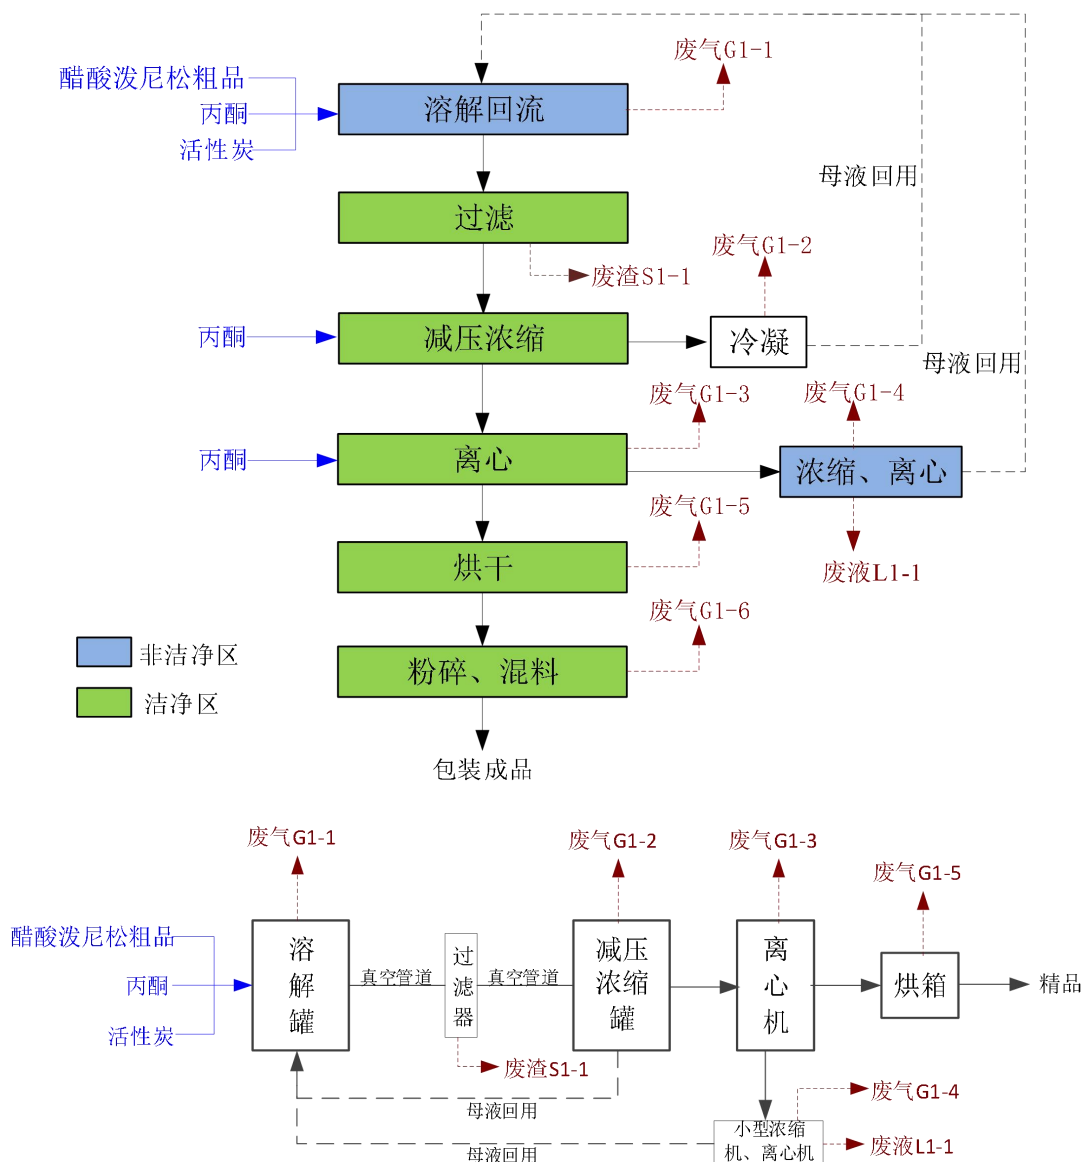 废气G1-1
醋酸泼尼松粗品
丙酮
活性炭
溶解回流
母液回用
过滤
废渣S1-1
废气G1-2
丙酮
减压浓缩
冷凝
母液回用
废气G1-3
废气G1-4
丙酮
离心
浓缩、离心
废气G1-5
烘干
废液L1-1
废气G1-6
非洁净区
粉碎、混料
洁净区
包装成品
废气G1-1
废气G1-2
废气G1-3
废气G1-5
醋酸泼尼松粗品
丙酮
活性炭
溶
解
罐
真空管道
过
滤
器
真空管道
减压
浓缩
罐
离
心
机
烘箱
精品
废渣S1-1
母液回用
废气G1-4
小型浓缩
机、离心机
废液L1-1
母液回用